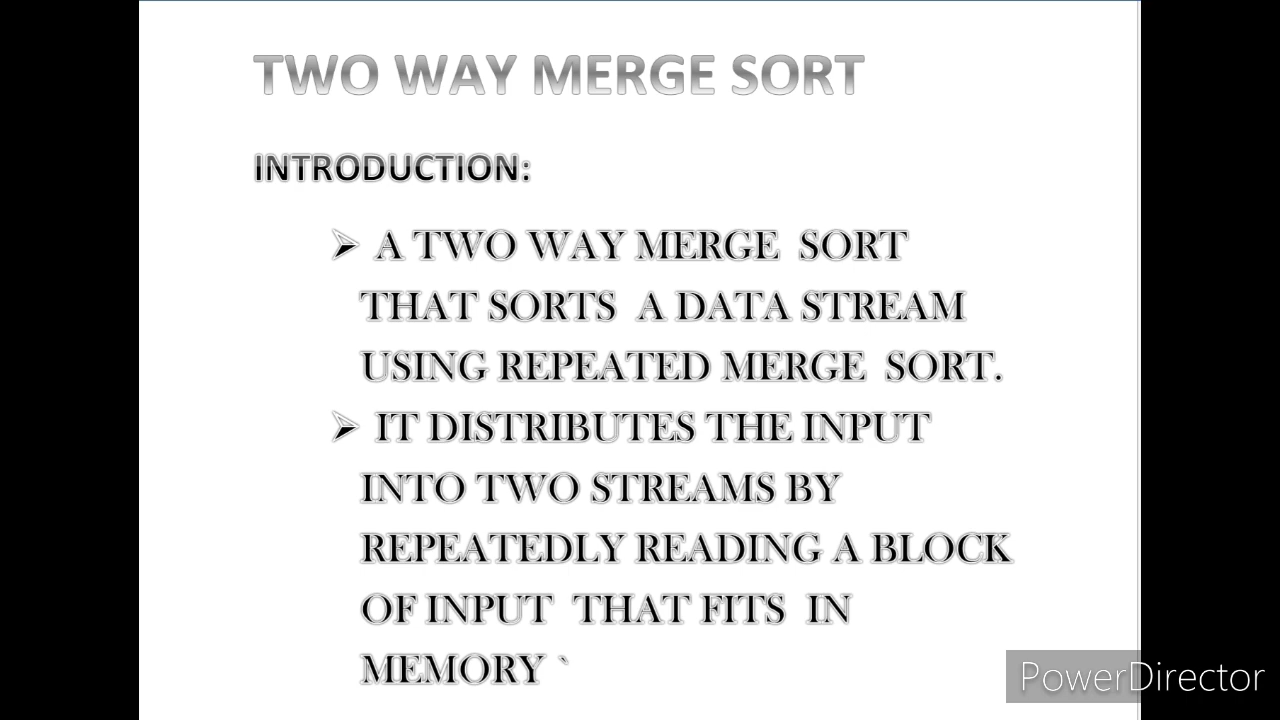 TWO WAY MERGE SORT
INTRODUCTION:
➢ A TWO WAY MERGE SORT
THAT SORTS A DATA STREAM
USING REPEATED MERGE SORT.
➢ IT DISTRIBUTES THE INPUT
INTO TWO STREAMS BY
REPEATEDLY READING A BLOCK
OF INPUT THAT FITS IN
MEMORY `
PowerDirector